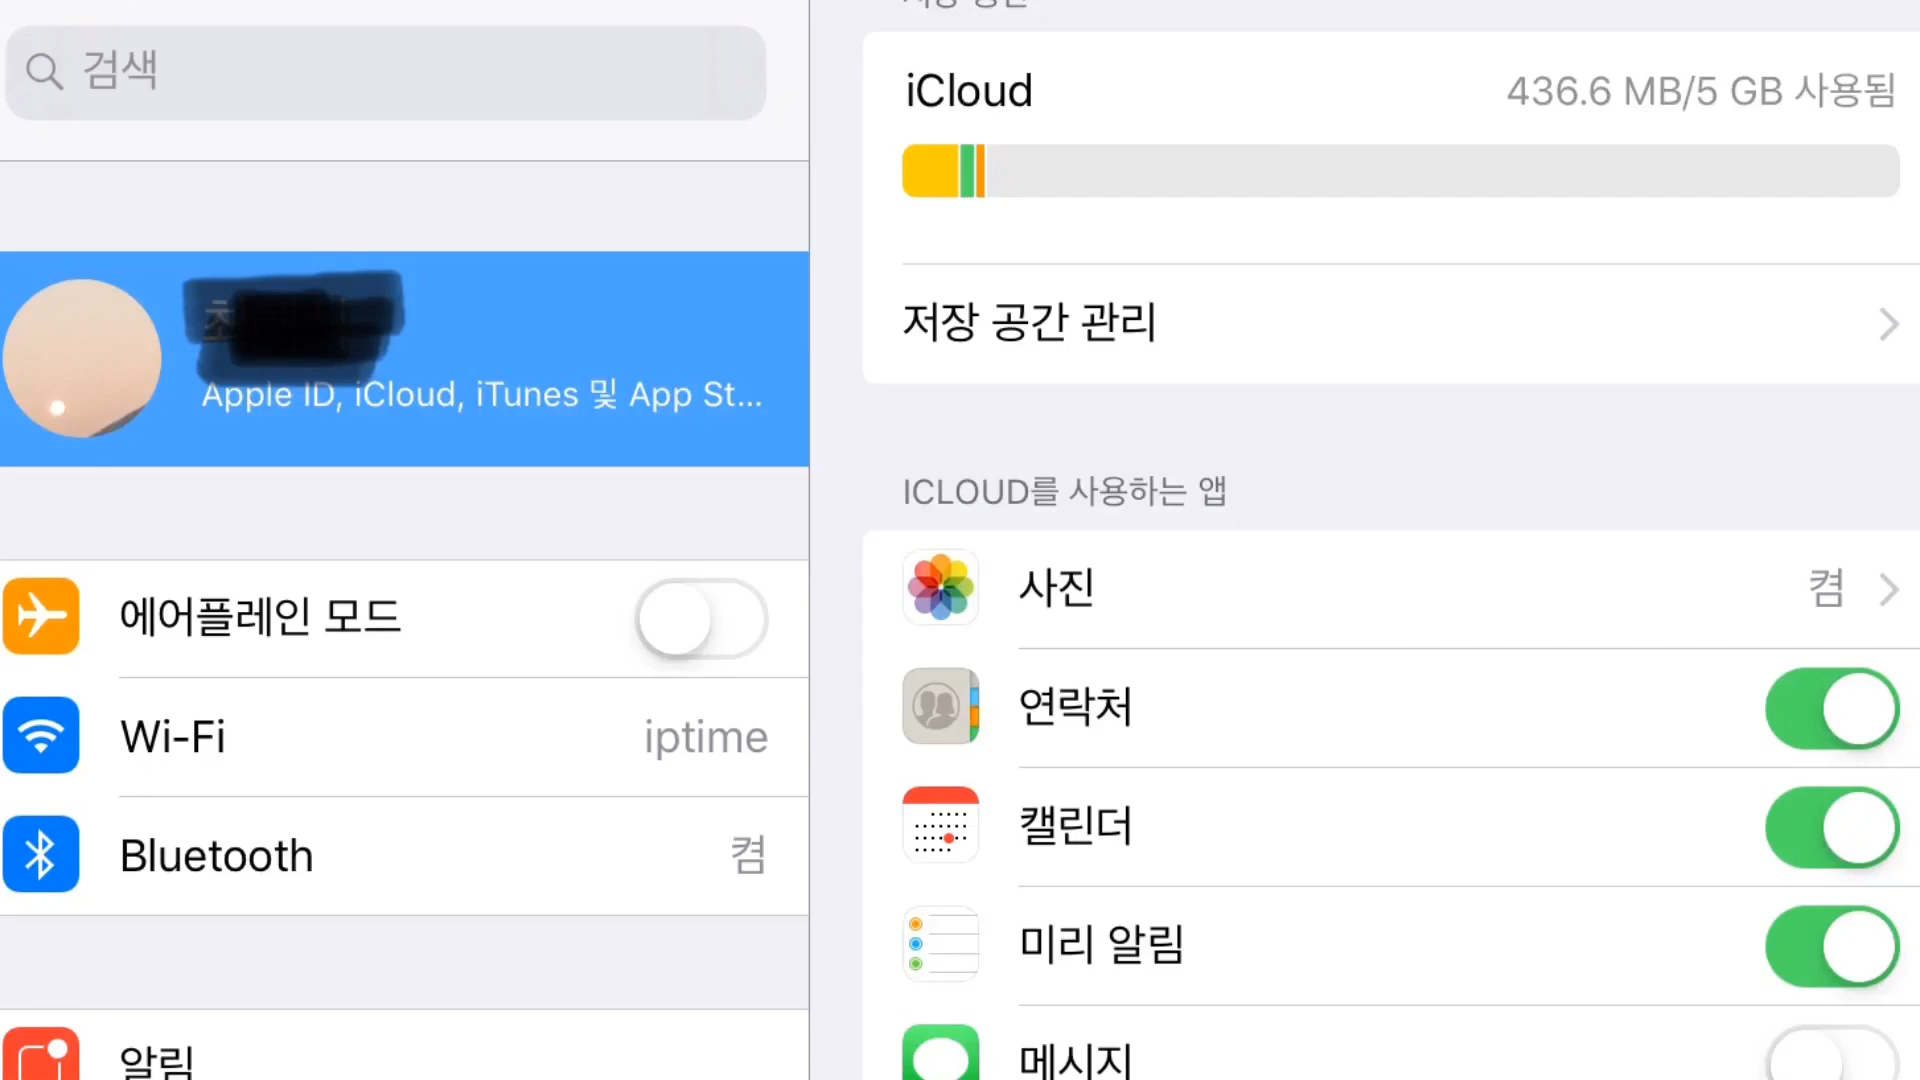 검색
Apple ID, iCloud, iTunes 및 App St...
에어플레인 모드
Wi-Fi
iptime
Bluetooth
켬
알림
iCloud
436.6 MB/5 GB 사용됨
저장 공간 관리
ICLOUD를 사용하는 앱
사진
켬
연락처
캘린더
미리 알림
메시지